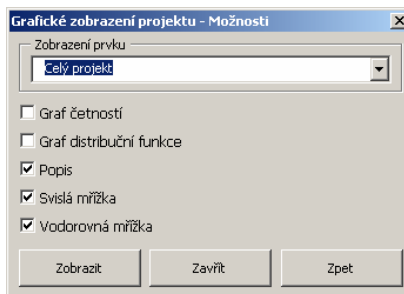 Grafické zobrazení projektu - Možnosti
Zobrazení prvku
Celý projekt
Graf četností
Graf distribuční funkce
Popis
Svislá mřížka
Vodorovná mřížka
Zobrazit Zavřít Zpet